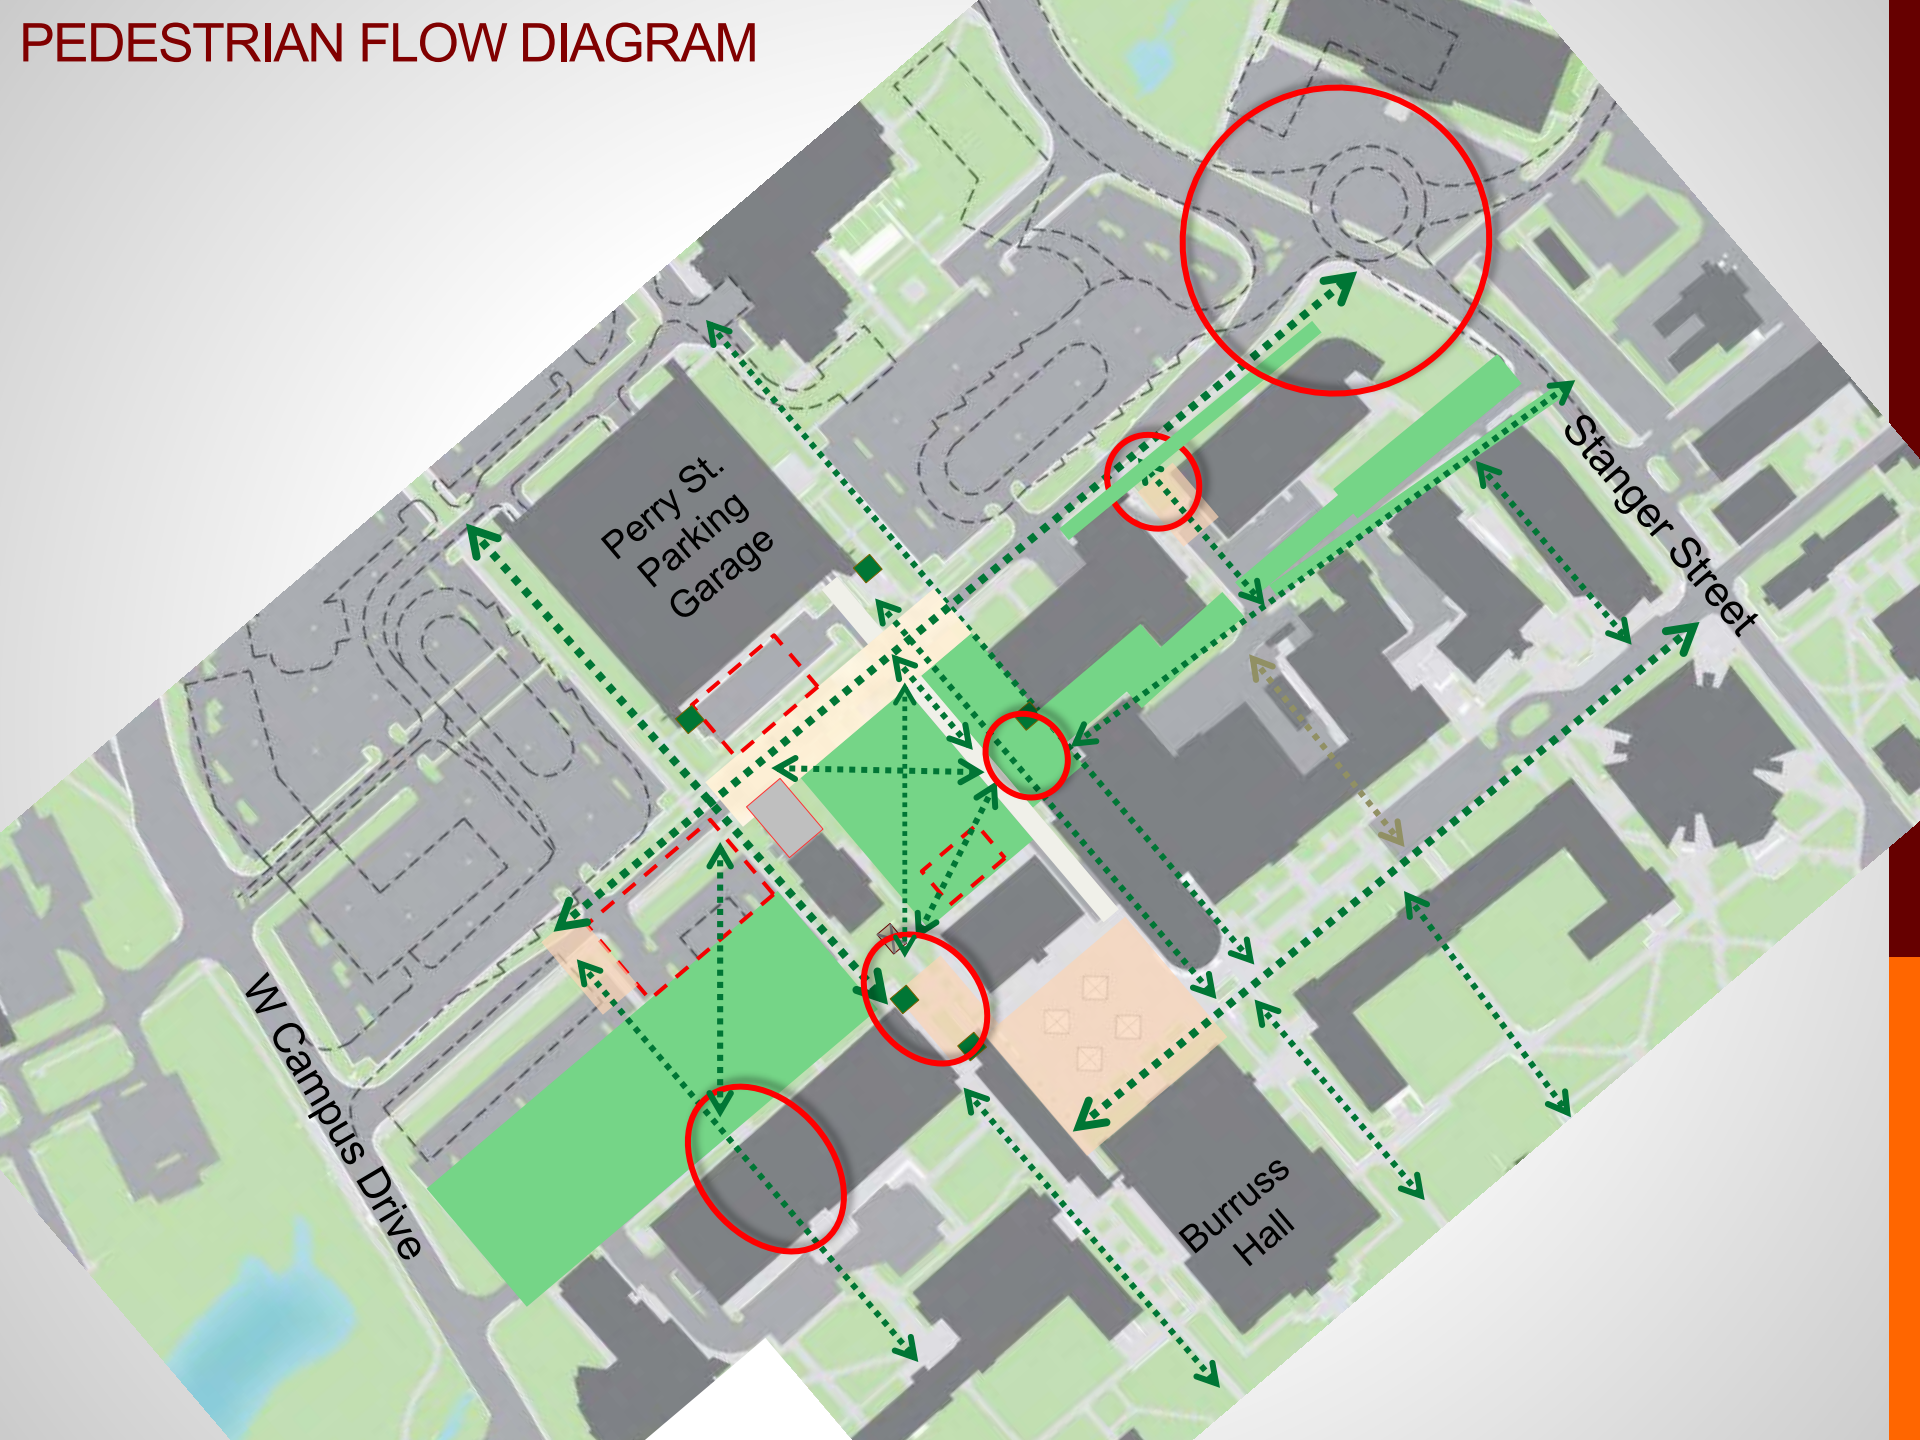 PEDESTRIAN FLOW DIAGRAM
Perry St.
Parking
Garage
Stanger Street
W Campus Drive
Burruss
Hall